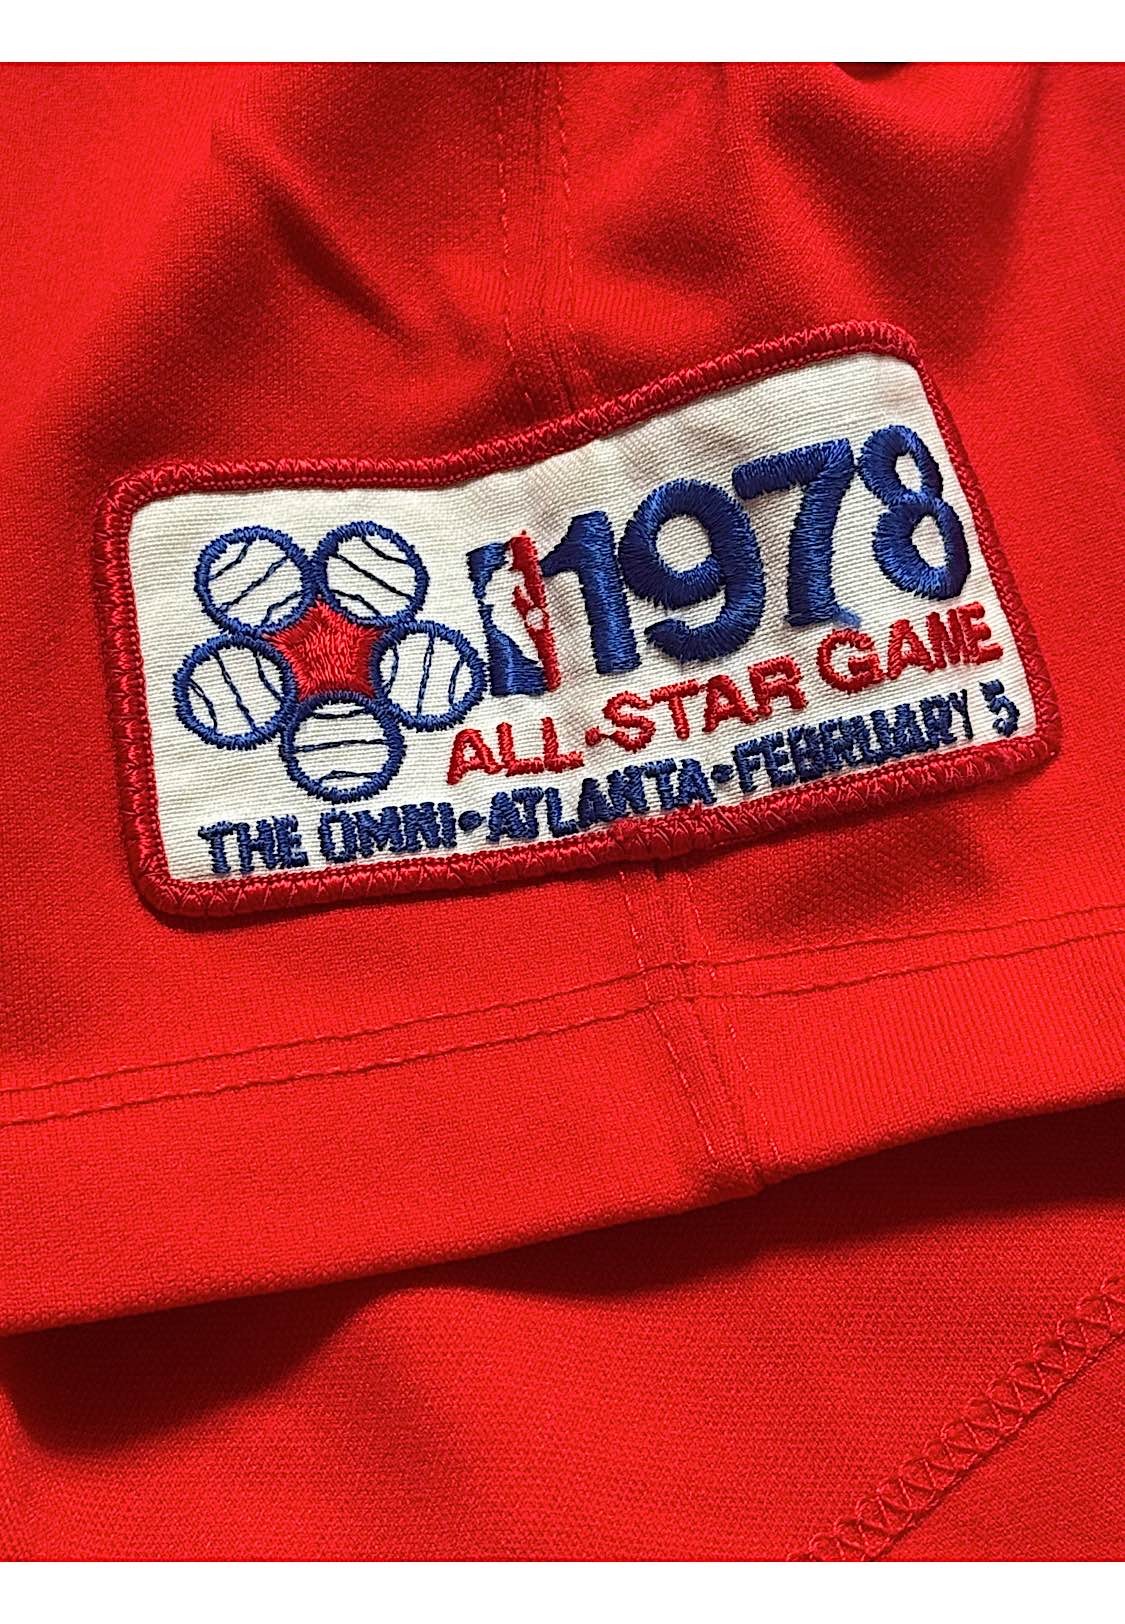 1978
ALL-STAR GAME
THE OMNI•ATLANTA•FEBRUARY 5